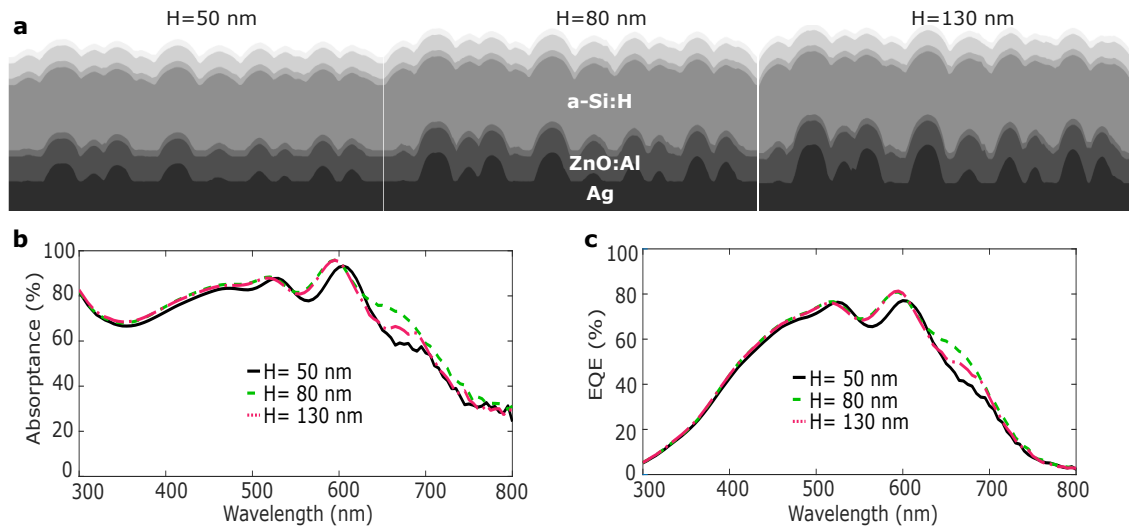 a
H=50 nm
H=80 nm
H=130 nm
a-Si:H
ZnO:Al
Ag
b
Absorptance (%)
100
80
60
40
20
0
H= 50 nm
H= 80 nm
H= 130 nm
300 400 500 600 700 800
Wavelength (nm)
c
EQE (%)
100
80
60
40
20
0
H= 50 nm
H= 80 nm
H= 130 nm
300 400 500 600 700 800
Wavelength (nm)